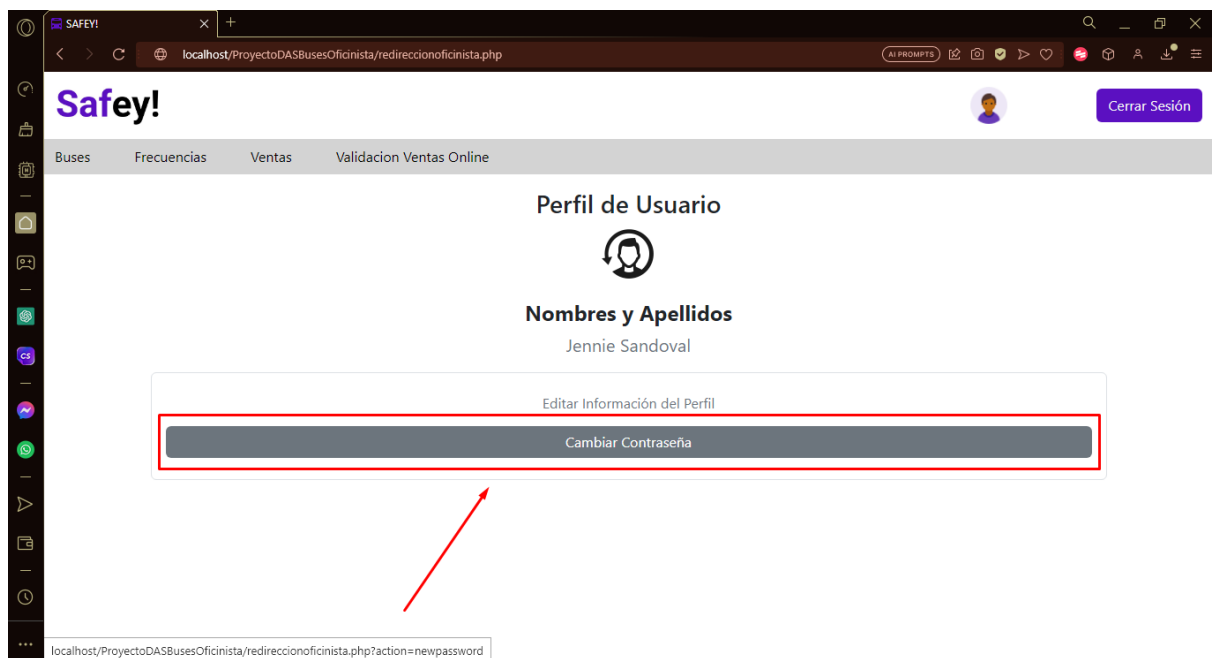 SAFEY!
localhost/ProyectoDASBusesOficinista/redireccionoficinista.php
AI PROMPTS
Safey!
Cerrar Sesión
Buses Frecuencias Ventas Validacion Ventas Online
Perfil de Usuario
Nombres y Apellidos
Jennie Sandoval
Editar Información del Perfil
Cambiar Contraseña
CS
localhost/ProyectoDASBusesOficinista/redireccionoficinista.php?action=newpassword